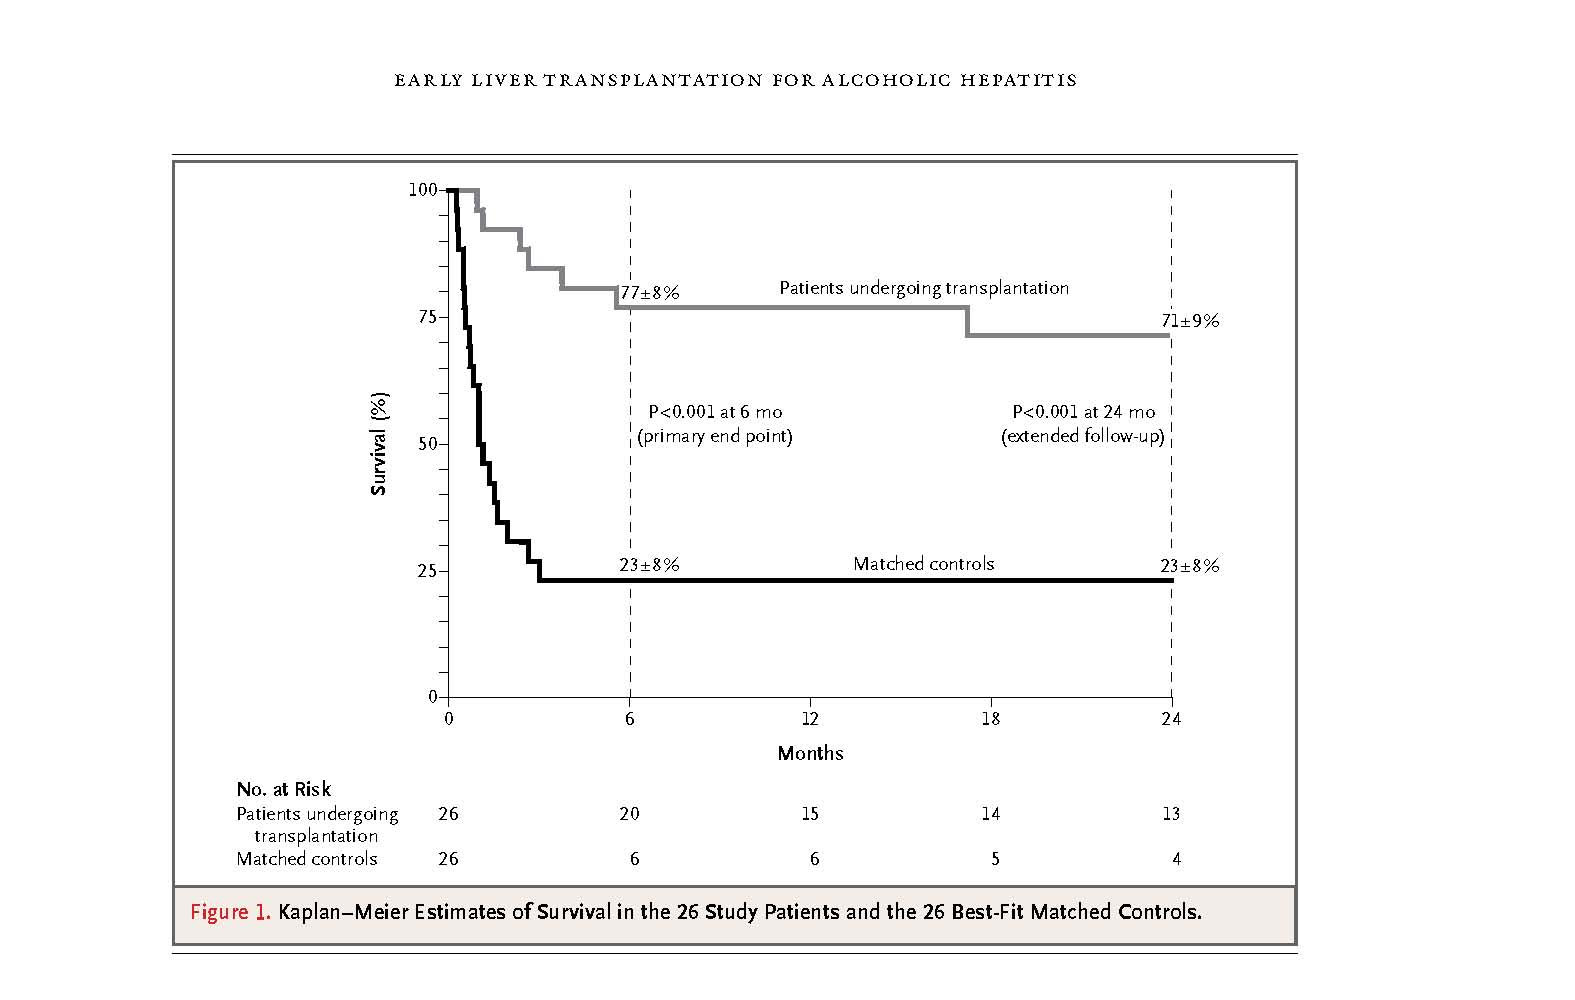 EARLY LIVER TRANSPLANTATION FOR ALCOHOLIC HEPATITIS
100
75
50
25
0
Survival (%)
77±8%
Patients undergoing transplantation
71±9%
P<0.001 at 6 mo
(primary end point)
P<0.001 at 24 mo
(extended follow-up)
23±8%
Matched controls
23±8%
0 6 12 18 24
Months
No. at Risk
Patients undergoing 26 20 15 14 13
transplantation
Matched controls 26 6 6 5 4
Figure 1. Kaplan–Meier Estimates of Survival in the 26 Study Patients and the 26 Best-Fit Matched Controls.